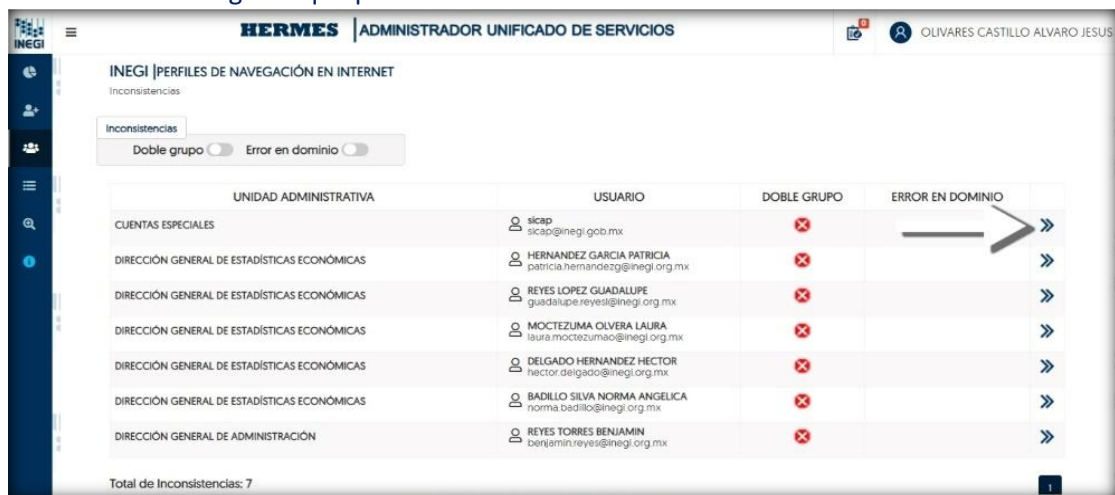 INEGI
HERMES | ADMINISTRADOR UNIFICADO DE SERVICIOS
0
OLIVARES CASTILLO ALVARO JESUS
INEGI |PERFILES DE NAVEGACIÓN EN INTERNET
Inconsistencias
Inconsistencias
Doble grupo Error en dominio
UNIDAD ADMINISTRATIVA USUARIO DOBLE GRUPO ERROR EN DOMINIO
CUENTAS ESPECIALES sicap
sicap@inegi.gob.mx
DIRECCIÓN GENERAL DE ESTADÍSTICAS ECONÓMICAS HERNANDEZ GARCIA PATRICIA
patricia.hernandezg@inegi.org.mx
DIRECCIÓN GENERAL DE ESTADÍSTICAS ECONÓMICAS REYES LOPEZ GUADALUPE
guadalupe.reyesl@inegi.org.mx
DIRECCIÓN GENERAL DE ESTADÍSTICAS ECONÓMICAS MOCTEZUMA OLVERA LAURA
laura.moctezumao@inegi.org.mx
DIRECCIÓN GENERAL DE ESTADÍSTICAS ECONÓMICAS DELGADO HERNANDEZ HECTOR
hector.delgado@inegi.org.mx
DIRECCIÓN GENERAL DE ESTADÍSTICAS ECONÓMICAS BADILLO SILVA NORMA ANGELICA
norma.badillo@inegi.org.mx
DIRECCIÓN GENERAL DE ADMINISTRACIÓN REYES TORRES BENJAMIN
benjamin.reyes@inegi.org.mx
Total de Inconsistencias: 7
1